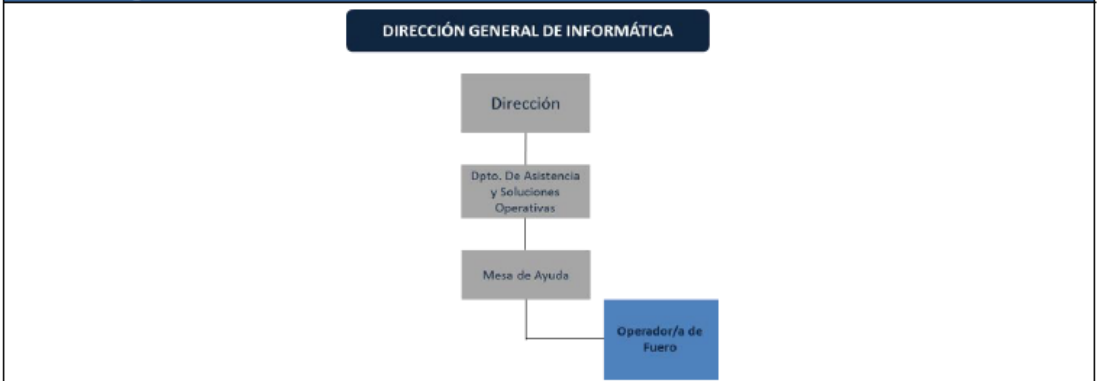 DIRECCIÓN GENERAL DE INFORMÁTICA
Dirección
Dpto. De Asistencia
y Soluciones
Operativas
Mesa de Ayuda
Operador/a de
Fuero